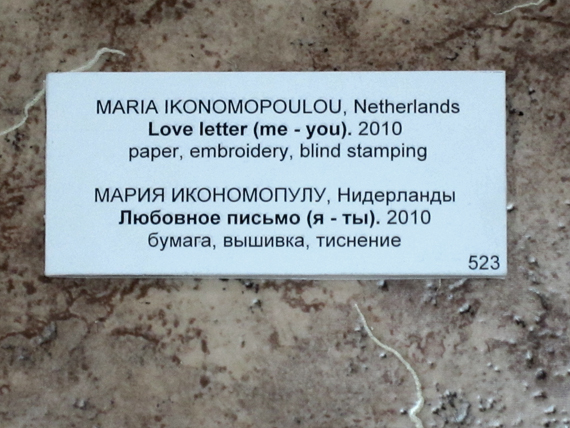 MARIA IKONOMOPOULOU, Netherlands
Love letter (me - you). 2010
paper, embroidery, blind stamping
МАРИЯ ИКОНОМОПУЛУ, Нидерланды
Любовное письмо (я - ты). 2010
бумага, вышивка, тиснение
523